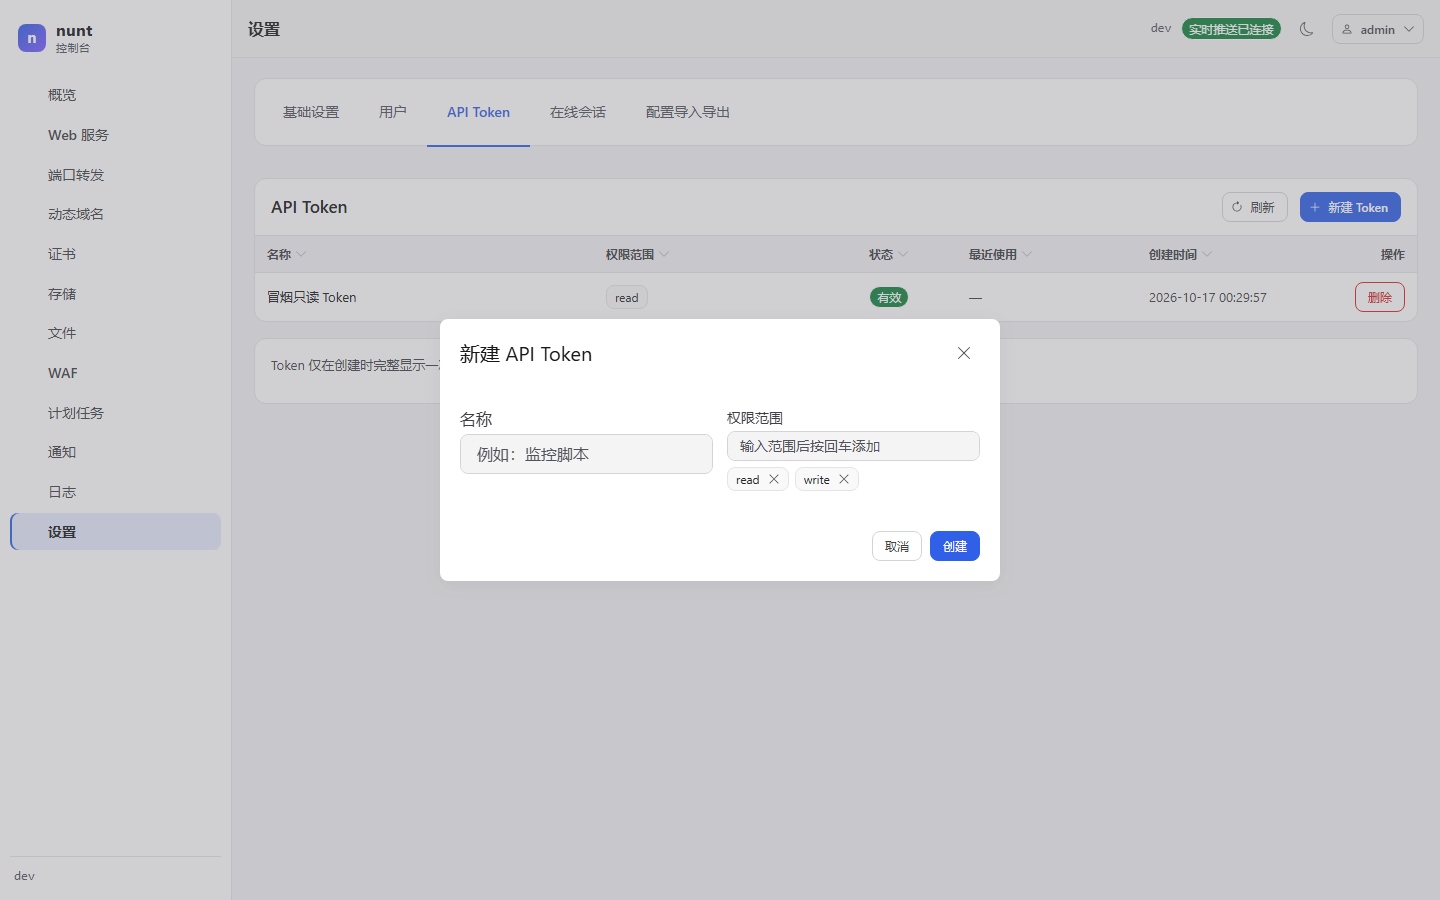 n
nunt
控制台
概览
Web 服务
端口转发
动态域名
证书
存储
文件
WAF
计划任务
通知
日志
设置
dev
设置
dev
实时推送已连接
admin
基础设置
用户
API Token
在线会话
配置导入导出
API Token
刷新
新建 Token
名称
权限范围
状态
最近使用
创建时间
操作
冒烟只读 Token
read
有效
—
2026-10-17 00:29:57
删除
Token 仅在创建时完整显示一
新建 API Token
名称
权限范围
例如：监控脚本
输入范围后按回车添加
read
write
取消
创建